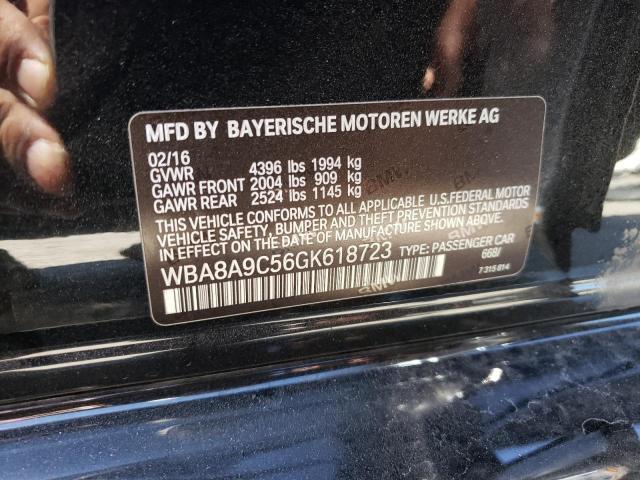 MFD BY BAYERISCHE MOTOREN WERKE AG
02/16
GVWR 4396 lbs 1994 kg
GAWR FRONT 2004 lbs 909 kg
GAWR REAR 2524 lbs 1145 kg
THIS VEHICLE CONFORMS TO ALL APPLICABLE U.S.FEDERAL MOTOR
VEHICLE SAFETY, BUMPER AND THEFT PREVENTION STANDARDS
IN EFFECT ON THE DATE OF MANUFACTURE SHOWN ABOVE.
WBA8A9C56GK618723 TYPE: PASSENGER CAR
668/
7 315 814
BMW
BMW
BMW